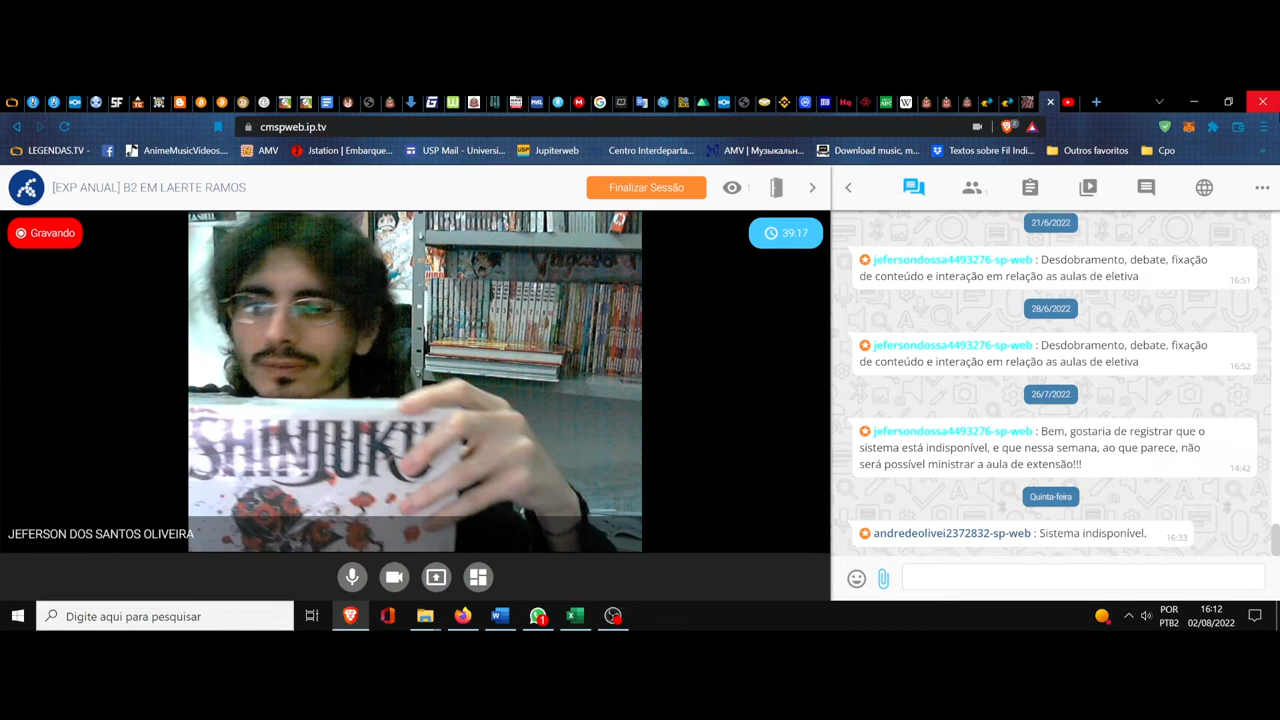 cmspweb.ip.tv
2
LEGENDAS.TV
AnimeMusicVideos...
AMV
Jstation | Embarque...
USP Mail - Universi...
Jupiterweb
Centro Interdeparta...
AMV | Музыкальн...
Download music, m...
Textos sobre Fil Indi...
Outros favoritos
Cpo
[EXP ANUAL] B2 EM LAERTE RAMOS
Finalizar Sessão
1
1
Gravando
39:17
SHINJUKU
JEFERSON DOS SANTOS OLIVEIRA
21/6/2022
jefersondossa4493276-sp-web : Desdobramento, debate, fixação
de conteúdo e interação em relação as aulas de eletiva
16:51
28/6/2022
jefersondossa4493276-sp-web : Desdobramento, debate, fixação
de conteúdo e interação em relação as aulas de eletiva
16:52
26/7/2022
jefersondossa4493276-sp-web : Bem, gostaria de registrar que o
sistema está indisponível, e que nessa semana, ao que parece, não
será possível ministrar a aula de extensão!!!
14:42
Quinta-feira
andredeolivei2372832-sp-web : Sistema indisponível.
16:33
Digite aqui para pesquisar
1
POR
PTB2
16:12
02/08/2022